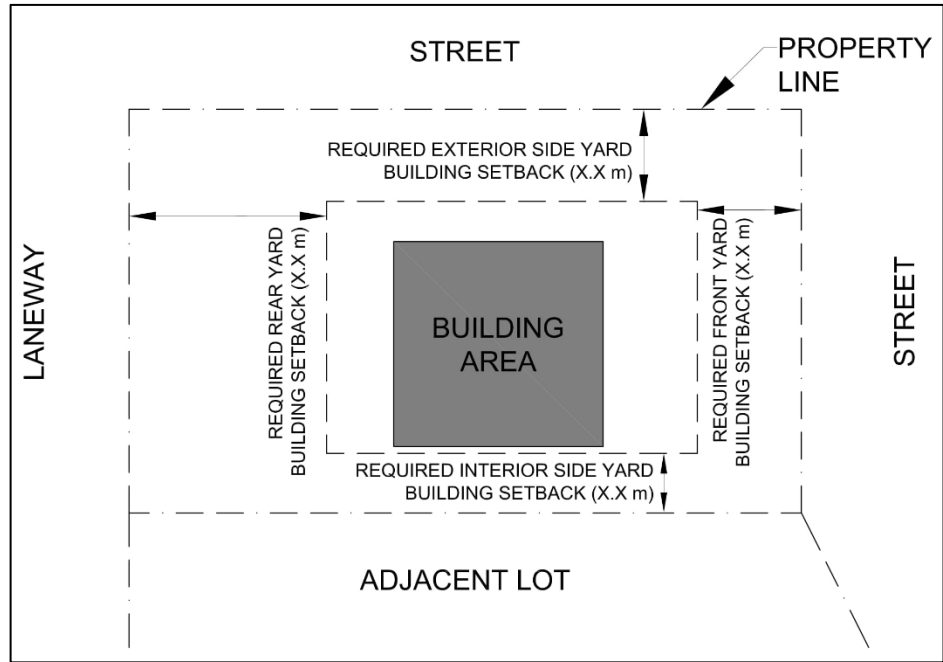 STREET
PROPERTY
LINE
REQUIRED EXTERIOR SIDE YARD
BUILDING SETBACK (X.X m)
LANEWAY
REQUIRED REAR YARD
BUILDING SETBACK (X.X m)
BUILDING
AREA
REQUIRED FRONT YARD
BUILDING SETBACK (X.X m)
STREET
REQUIRED INTERIOR SIDE YARD
BUILDING SETBACK (X.X m)
ADJACENT LOT